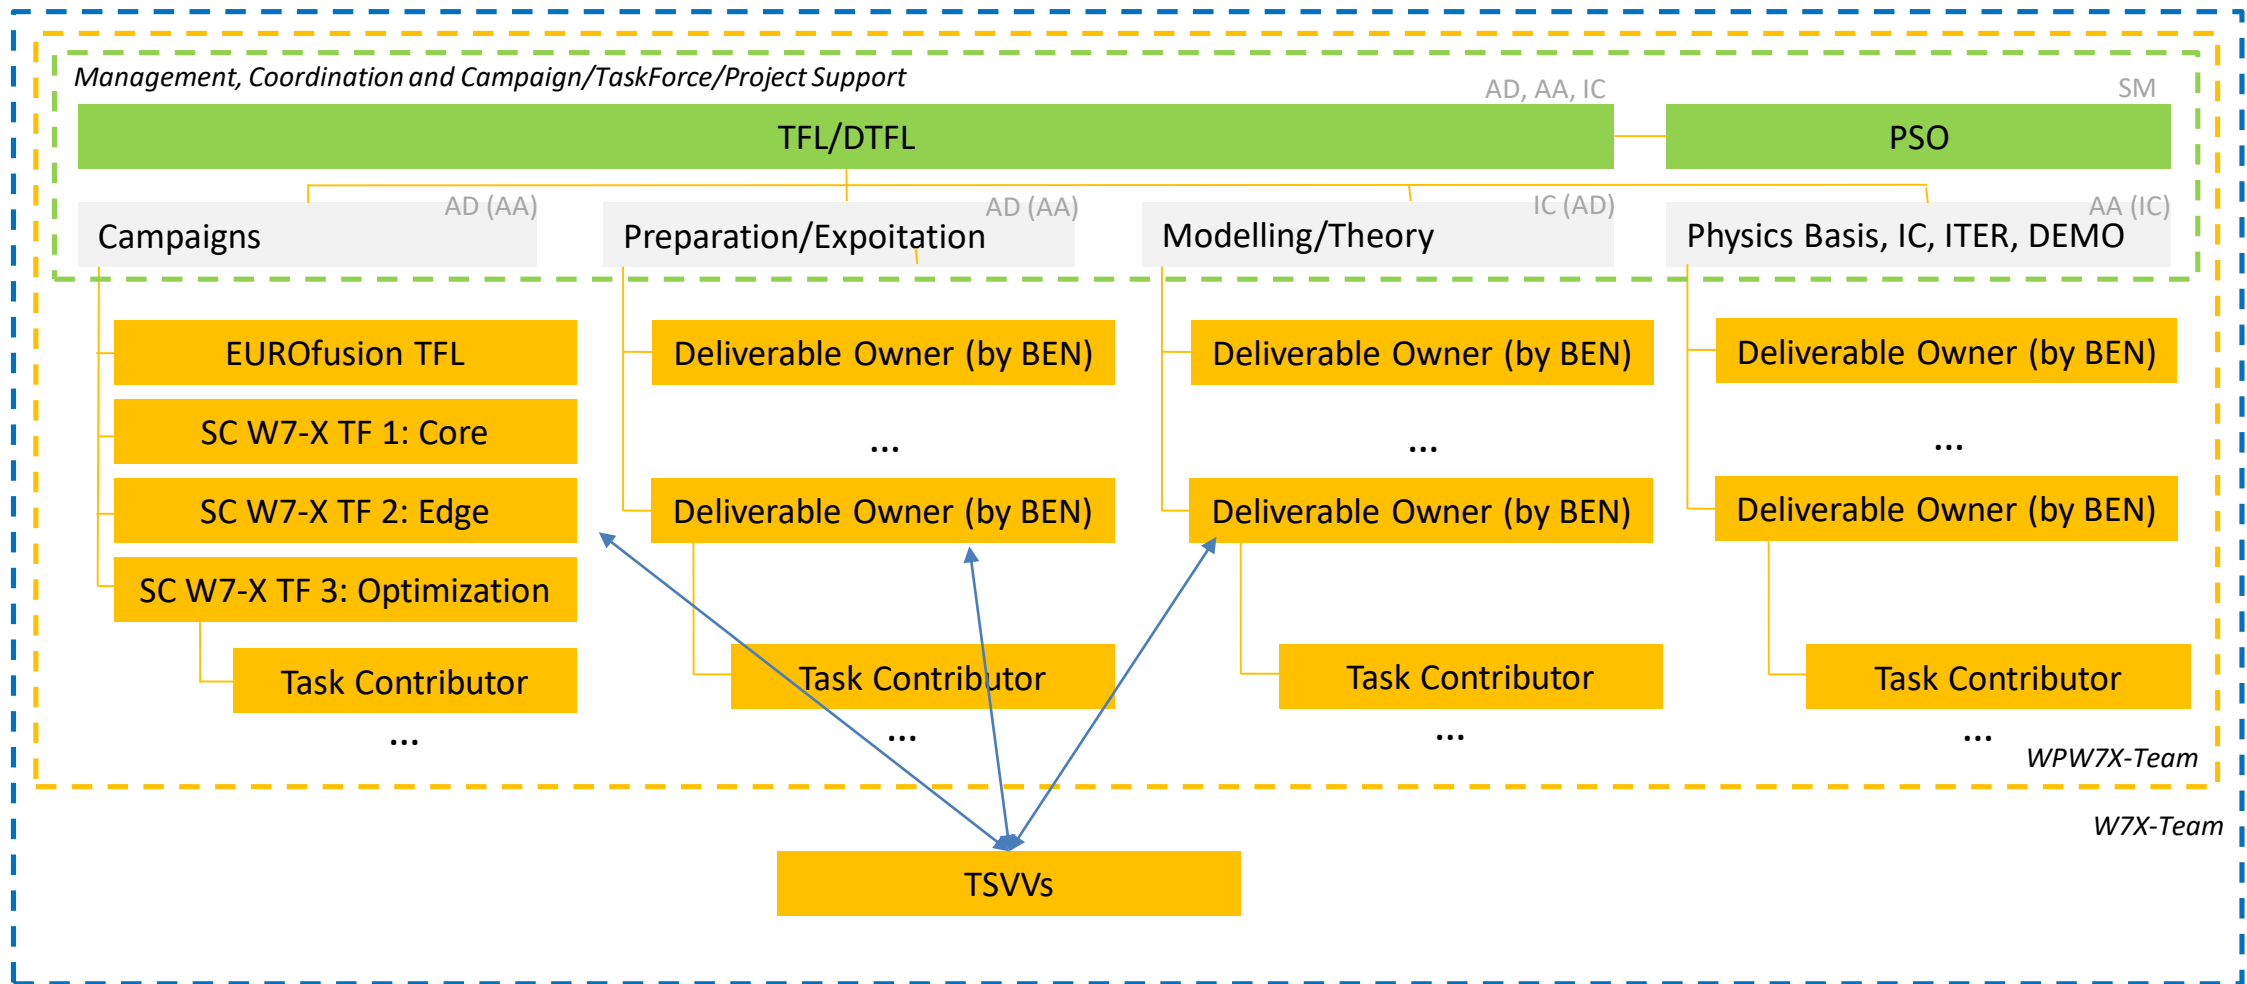 Management, Coordination and Campaign/TaskForce/Project Support
AD, AA, IC
SM
TFL/DTFL
PSO
AD (AA)
AD (AA)
IC (AD)
AA (IC)
Campaigns
Preparation/Expoitation
Modelling/Theory
Physics Basis, IC, ITER, DEMO
EUROfusion TFL
SC W7-X TF 1: Core
SC W7-X TF 2: Edge
SC W7-X TF 3: Optimization
Task Contributor
...
Deliverable Owner (by BEN)
...
Deliverable Owner (by BEN)
Task Contributor
...
Deliverable Owner (by BEN)
...
Deliverable Owner (by BEN)
Task Contributor
...
Deliverable Owner (by BEN)
...
Deliverable Owner (by BEN)
Task Contributor
...
WPW7X-Team
W7X-Team
TSVVs